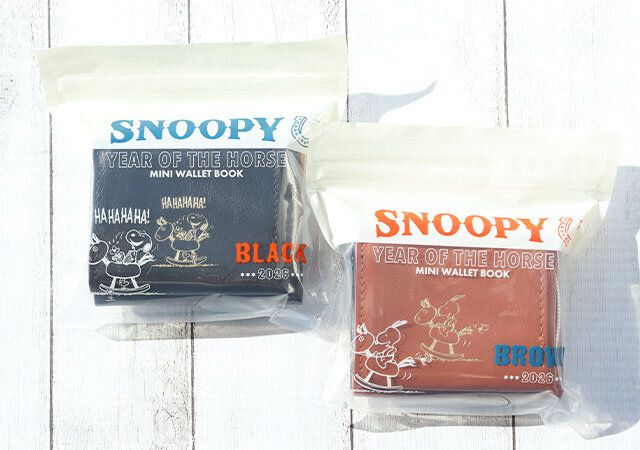 SNOOPY
YEAR OF THE HORSE
MINI WALLET BOOK
HAHAHAHA!
HAHAHAHA!
BLACK
*** 2026 ***
SNOOPY
YEAR OF THE HORSE
MINI WALLET BOOK
BROWN
*** 2026